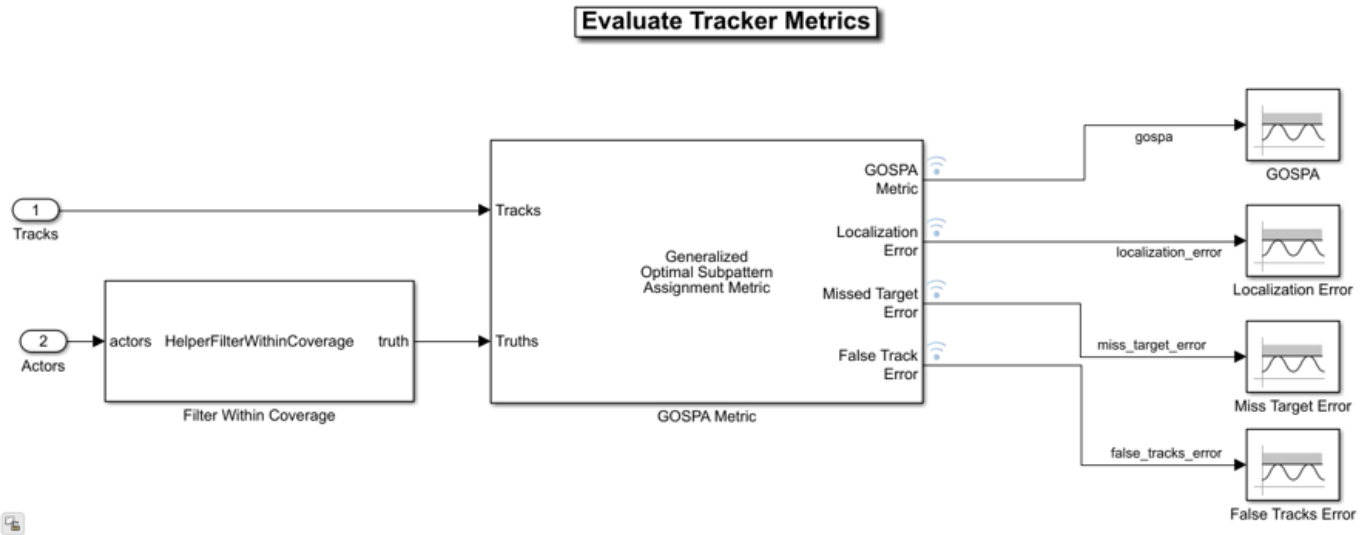 Evaluate Tracker Metrics
1
Tracks
2
Actors
actors
HelperFilterWithinCoverage
truth
Filter Within Coverage
Tracks
Truths
Generalized
Optimal Subpattern
Assignment Metric
GOSPA
Metric
Localization
Error
Missed Target
Error
False Track
Error
GOSPA Metric
gospa
GOSPA
localization_error
Localization Error
miss_target_error
Miss Target Error
false_tracks_error
False Tracks Error